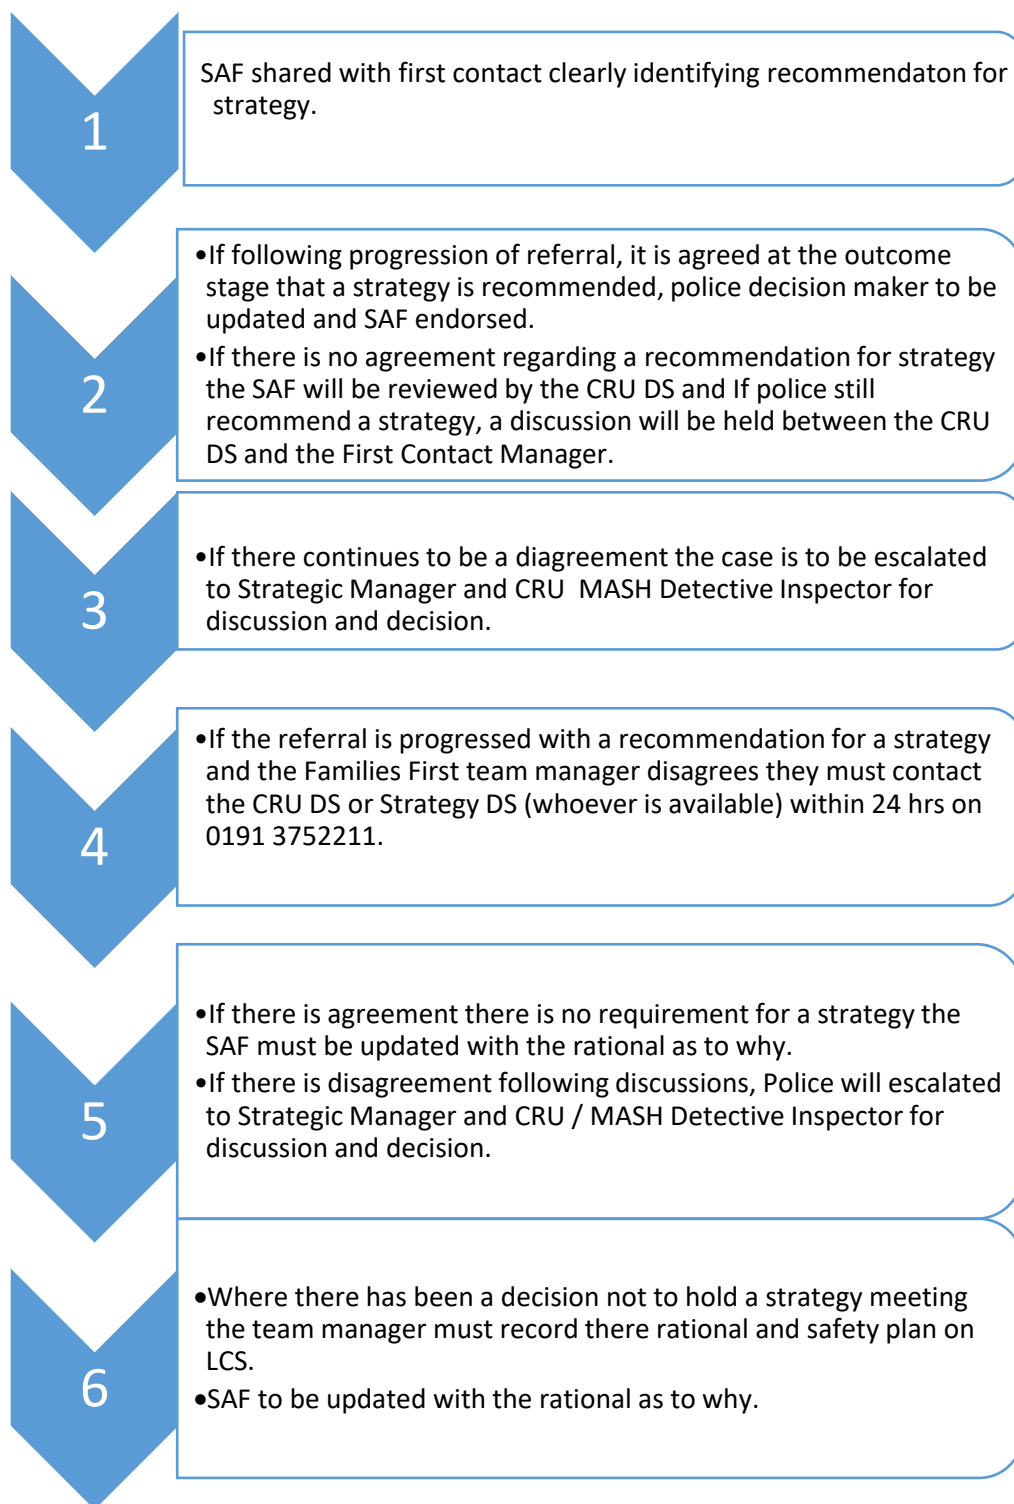 1
SAF shared with first contact clearly identifying recommendaton for
strategy.
2
•If following progression of referral, it is agreed at the outcome
stage that a strategy is recommended, police decision maker to be
updated and SAF endorsed.
•If there is no agreement regarding a recommendation for strategy
the SAF will be reviewed by the CRU DS and If police still
recommend a strategy, a discussion will be held between the CRU
DS and the First Contact Manager.
3
•If there continues to be a diagreement the case is to be escalated
to Strategic Manager and CRU  MASH Detective Inspector for
discussion and decision.
4
•If the referral is progressed with a recommendation for a strategy
and the Families First team manager disagrees they must contact
the CRU DS or Strategy DS (whoever is available) within 24 hrs on
0191 3752211.
5
•If there is agreement there is no requirement for a strategy the
SAF must be updated with the rational as to why.
•If there is disagreement following discussions, Police will escalated
to Strategic Manager and CRU / MASH Detective Inspector for
discussion and decision.
6
•Where there has been a decision not to hold a strategy meeting
the team manager must record there rational and safety plan on
LCS.
•SAF to be updated with the rational as to why.